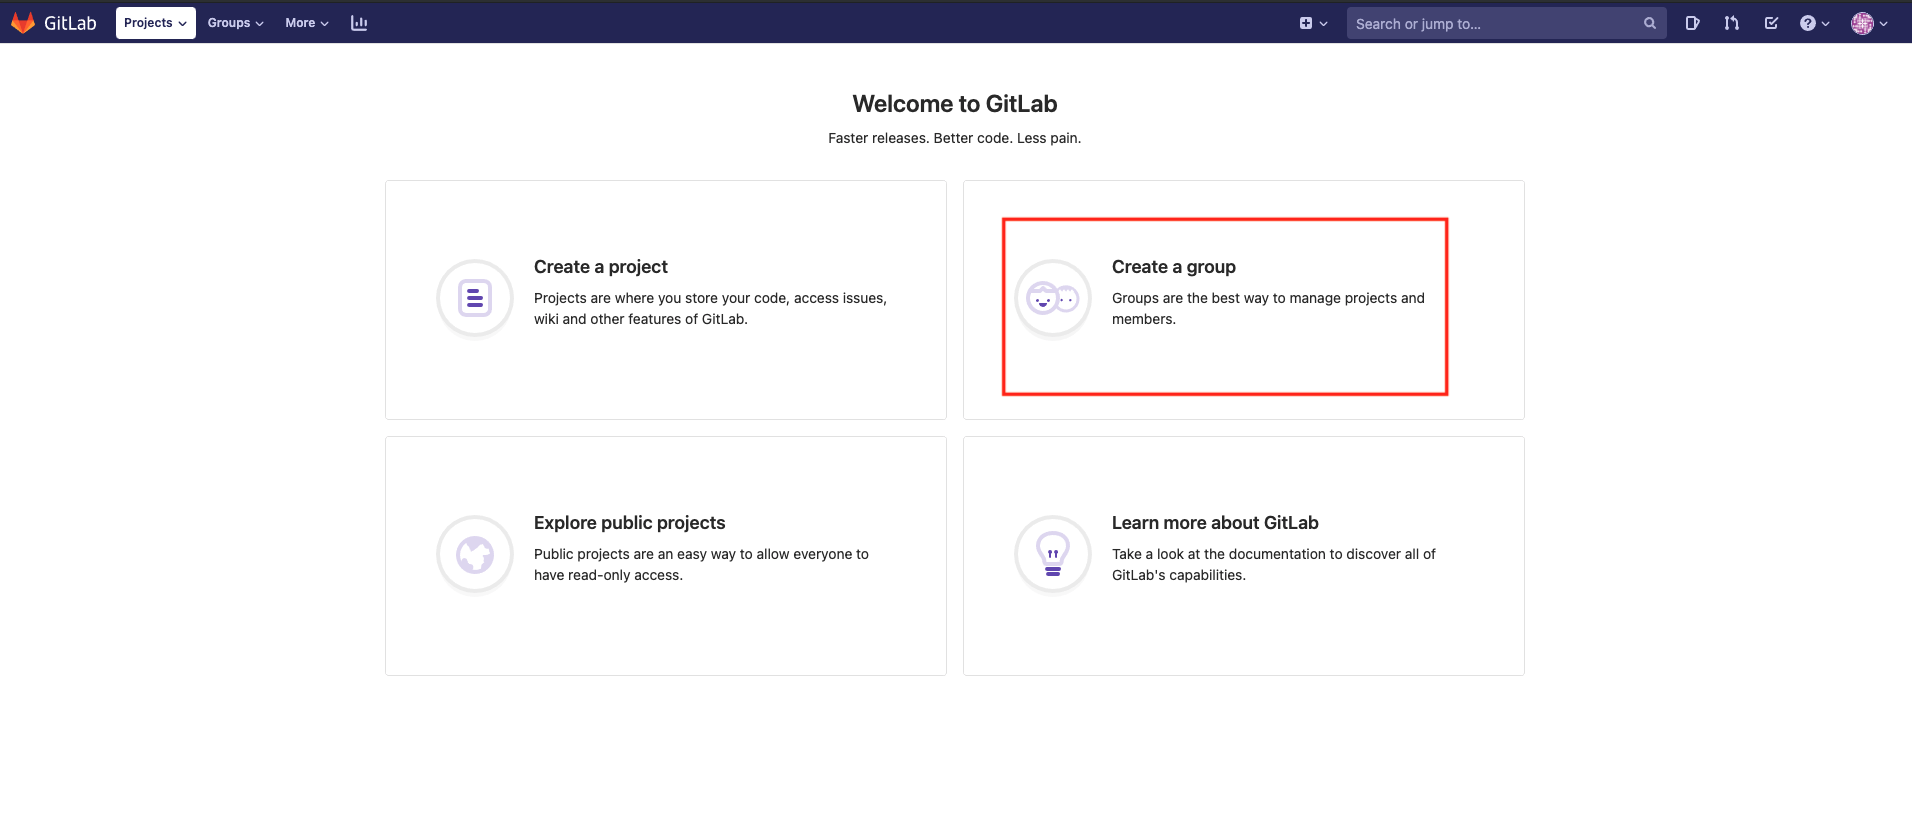 GitLab
Projects
Groups
More
Search or jump to...
Welcome to GitLab
Faster releases. Better code. Less pain.
Create a project
Projects are where you store your code, access issues,
wiki and other features of GitLab.
Create a group
Groups are the best way to manage projects and
members.
Explore public projects
Public projects are an easy way to allow everyone to
have read-only access.
Learn more about GitLab
Take a look at the documentation to discover all of
GitLab's capabilities.